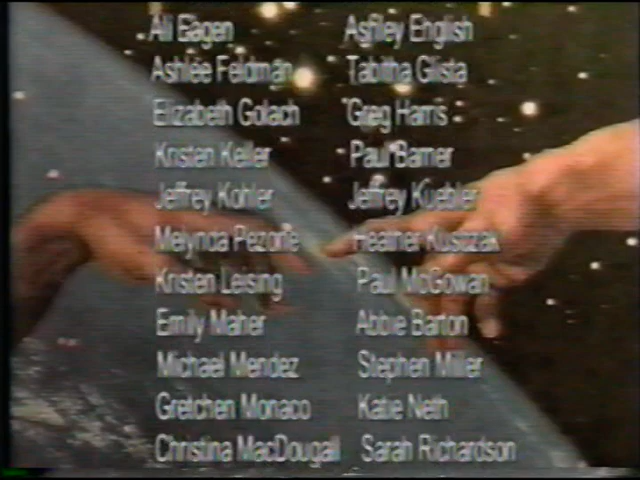 Ali Eagen Ashley English
Ashlee Feldman Tabitha Glista
Elizabeth Golach Greg Harris
Kristen Keller Paul Barner
Jeffrey Kohler Jeffrey Kuebler
Melynda Pezone Heather
Kristen Leising Paul McGowan
Emily Maher Abbie Barton
Michael Mendez Stephen Miller
Gretchen Monaco Katie Neth
Christina MacDougall Sarah Richardson